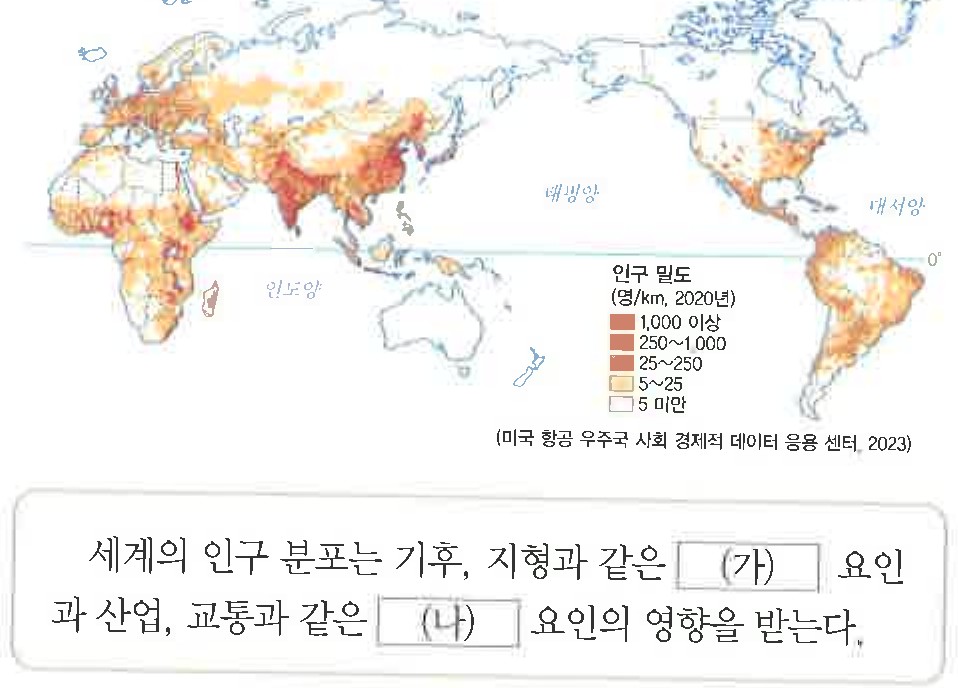 태평양
대서양
0°
인도양
인구 밀도
(명/km, 2020년)
1,000 이상
250~1,000
25~250
5~25
5 미만
(미국 항공 우주국 사회 경제적 데이터 응용 센터, 2023)
세계의 인구 분포는 기후, 지형과 같은 (가) 요인
과 산업, 교통과 같은 (나) 요인의 영향을 받는다.